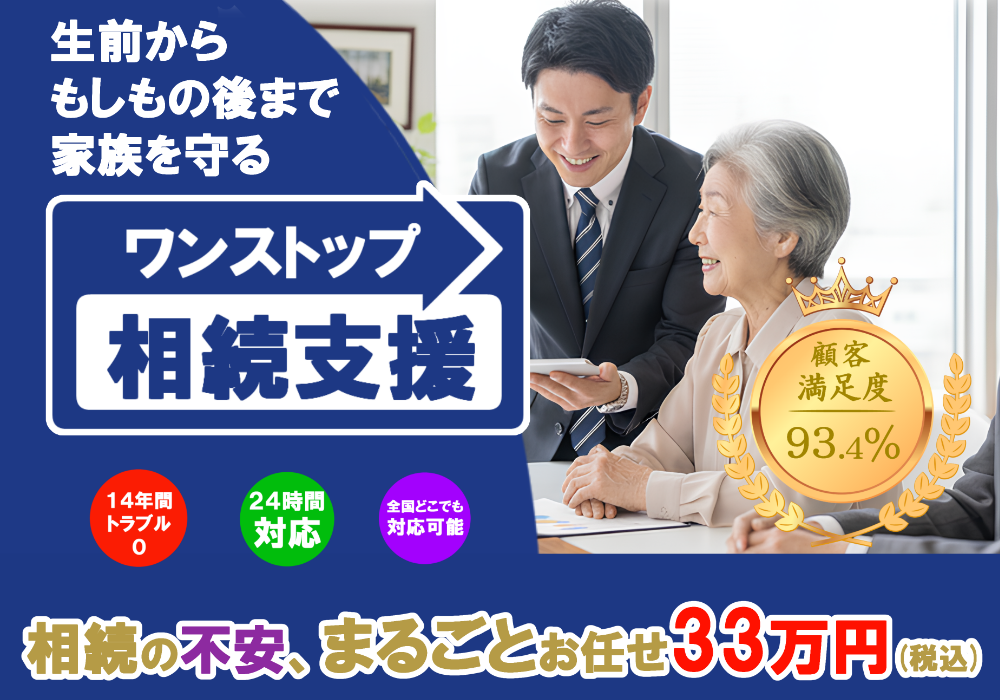 生前から
もしもの後まで
家族を守る
ワンストップ
相続支援
顧客
満足度
93.4%
14年間
トラブル
0
24時間
対応
全国どこでも
対応可能
相続の不安、まるごとお任せ33万円(税込)